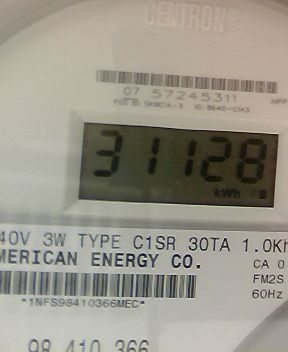 CENTRON®
07 57245311
31128
kWh
40V 3W TYPE C1SR 30TA 1.0Kh
MERICAN ENERGY CO.
CA 0
FM2S
60Hz
*1NFS98410366MEC*
98 410 366